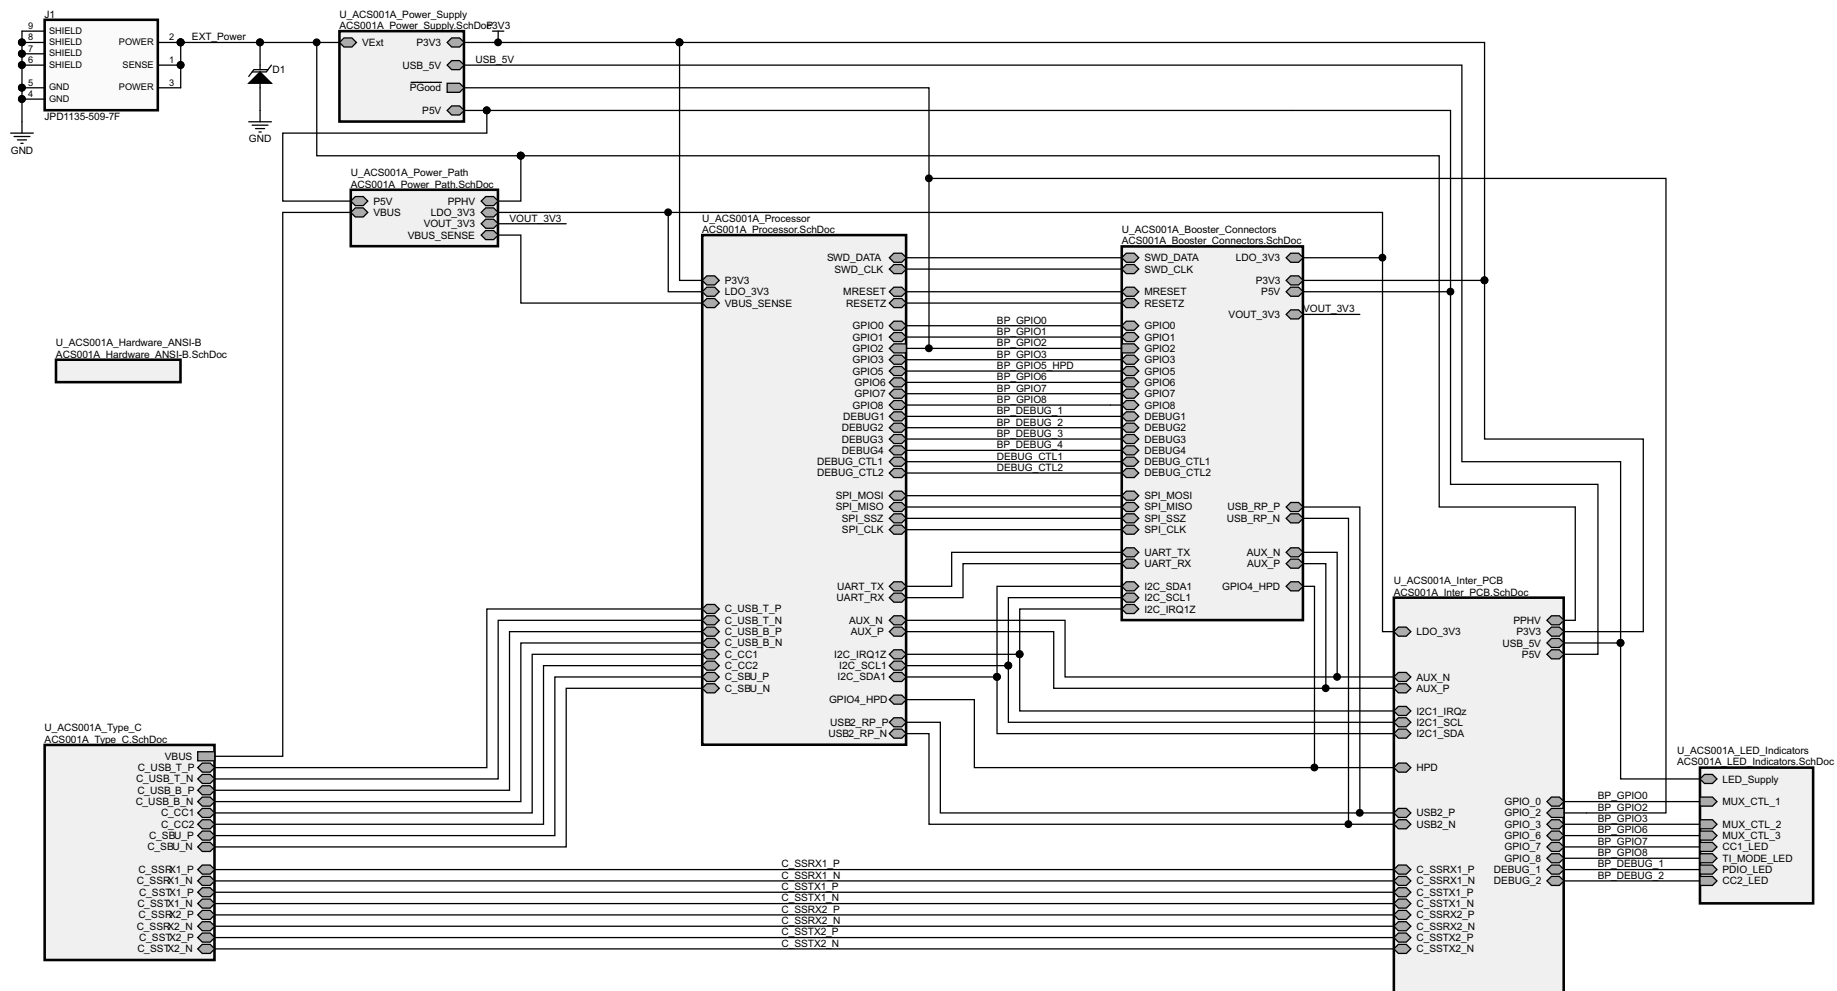 J1
9 SHIELD
8 SHIELD
7 SHIELD
6 SHIELD
5 GND
4 GND
POWER 2
SENSE 1
POWER 3
JPD1135-509-7F
GND
EXT_Power
D1
GND
U_ACS001A_Power_Supply
ACS001A_Power_Supply.SchDoc
P3V3
VExt
P3V3
USB_5V
PGood
P5V
USB_5V
U_ACS001A_Power_Path
ACS001A_Power_Path.SchDoc
P5V
VBUS
PPHV
LDO_3V3
VOUT_3V3
VBUS_SENSE
VOUT_3V3
U_ACS001A_Hardware_ANSI-B
ACS001A_Hardware_ANSI-B.SchDoc
U_ACS001A_Processor
ACS001A_Processor.SchDoc
P3V3
LDO_3V3
VBUS_SENSE
C_USB_T_P
C_USB_T_N
C_USB_B_P
C_USB_B_N
C_CC1
C_CC2
C_SBU_P
C_SBU_N
SWD_DATA
SWD_CLK
MRESET
RESETZ
GPIO0
GPIO1
GPIO2
GPIO3
GPIO5
GPIO6
GPIO7
GPIO8
DEBUG1
DEBUG2
DEBUG3
DEBUG4
DEBUG_CTL1
DEBUG_CTL2
SPI_MOSI
SPI_MISO
SPI_SSZ
SPI_CLK
UART_TX
UART_RX
AUX_N
AUX_P
I2C_IRQ1Z
I2C_SCL1
I2C_SDA1
GPIO4_HPD
USB2_RP_P
USB2_RP_N
BP_GPIO0
BP_GPIO1
BP_GPIO2
BP_GPIO3
BP_GPIO5_HPD
BP_GPIO6
BP_GPIO7
BP_GPIO8
BP_DEBUG_1
BP_DEBUG_2
BP_DEBUG_3
BP_DEBUG_4
DEBUG_CTL1
DEBUG_CTL2
U_ACS001A_Booster_Connectors
ACS001A_Booster_Connectors.SchDoc
SWD_DATA
SWD_CLK
MRESET
RESETZ
GPIO0
GPIO1
GPIO2
GPIO3
GPIO5
GPIO6
GPIO7
GPIO8
DEBUG1
DEBUG2
DEBUG3
DEBUG4
DEBUG_CTL1
DEBUG_CTL2
SPI_MOSI
SPI_MISO
SPI_SSZ
SPI_CLK
UART_TX
UART_RX
I2C_SDA1
I2C_SCL1
I2C_IRQ1Z
LDO_3V3
P3V3
P5V
VOUT_3V3
USB_RP_P
USB_RP_N
AUX_N
AUX_P
GPIO4_HPD
VOUT_3V3
U_ACS001A_Type_C
ACS001A_Type_C.SchDoc
VBUS
C_USB_T_P
C_USB_T_N
C_USB_B_P
C_USB_B_N
C_CC1
C_CC2
C_SBU_P
C_SBU_N
C_SSRX1_P
C_SSRX1_N
C_SSTX1_P
C_SSTX1_N
C_SSRX2_P
C_SSRX2_N
C_SSTX2_P
C_SSTX2_N
C_SSRX1_P
C_SSRX1_N
C_SSTX1_P
C_SSTX1_N
C_SSRX2_P
C_SSRX2_N
C_SSTX2_P
C_SSTX2_N
U_ACS001A_Inter_PCB
ACS001A_Inter_PCB.SchDoc
LDO_3V3
AUX_N
AUX_P
I2C1_IRQz
I2C1_SCL
I2C1_SDA
HPD
USB2_P
USB2_N
C_SSRX1_P
C_SSRX1_N
C_SSTX1_P
C_SSTX1_N
C_SSRX2_P
C_SSRX2_N
C_SSTX2_P
C_SSTX2_N
PPHV
P3V3
USB_5V
P5V
GPIO_0
GPIO_2
GPIO_3
GPIO_6
GPIO_7
GPIO_8
DEBUG_1
DEBUG_2
BP_GPIO0
BP_GPIO2
BP_GPIO3
BP_GPIO6
BP_GPIO7
BP_GPIO8
BP_DEBUG_1
BP_DEBUG_2
U_ACS001A_LED_Indicators
ACS001A_LED_Indicators.SchDoc
LED_Supply
MUX_CTL_1
MUX_CTL_2
MUX_CTL_3
CC1_LED
TI_MODE_LED
PDIO_LED
CC2_LED